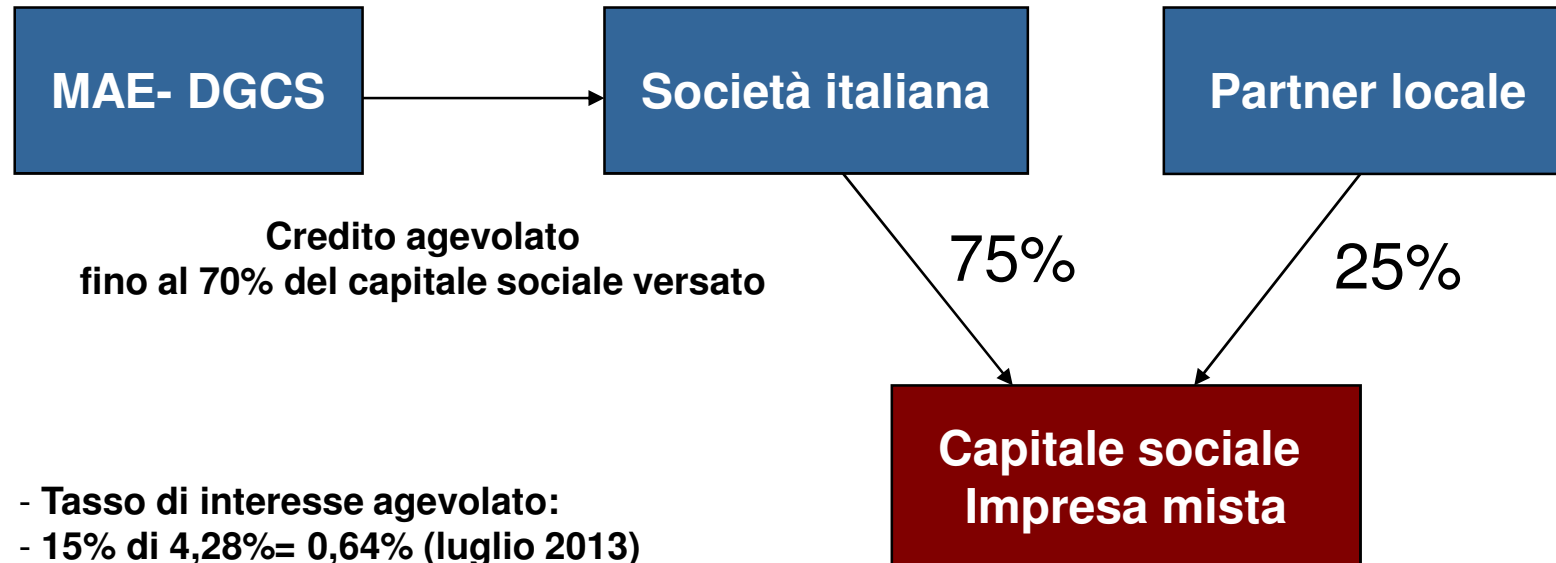 MAE- DGCS
Società italiana
Partner locale
Credito agevolato
fino al 70% del capitale sociale versato
75%
25%
Capitale sociale
Impresa mista
- Tasso di interesse agevolato:
- 15% di 4,28%= 0,64% (luglio 2013)